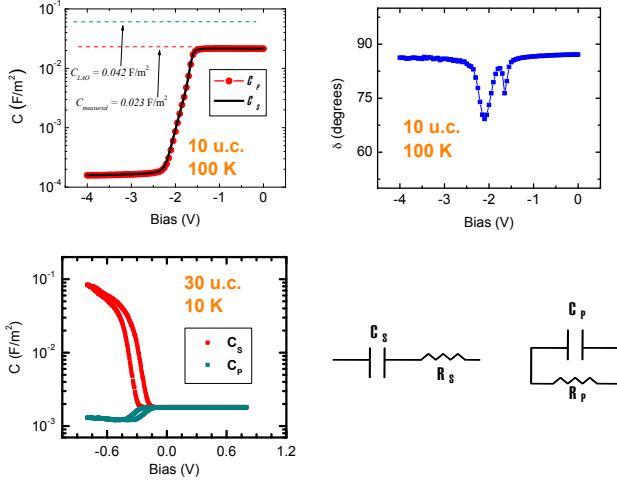 10⁻¹
10⁻²
10⁻³
10⁻⁴
C (F/m²)
C_LAO = 0.042 F/m²
C_measured = 0.023 F/m²
C_P
C_S
10 u.c.
100 K
-4 -3 -2 -1 0
Bias (V)
90
75
60
δ (degrees)
10 u.c.
100 K
-4 -3 -2 -1 0
Bias (V)
10⁻¹
10⁻²
10⁻³
C (F/m²)
30 u.c.
10 K
C_S
C_P
-0.6 0.0 0.6 1.2
Bias (V)
C_S
R_S
C_P
R_P